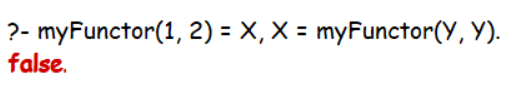 ?- myFunctor(1, 2) = X, X = myFunctor(Y, Y).
false.